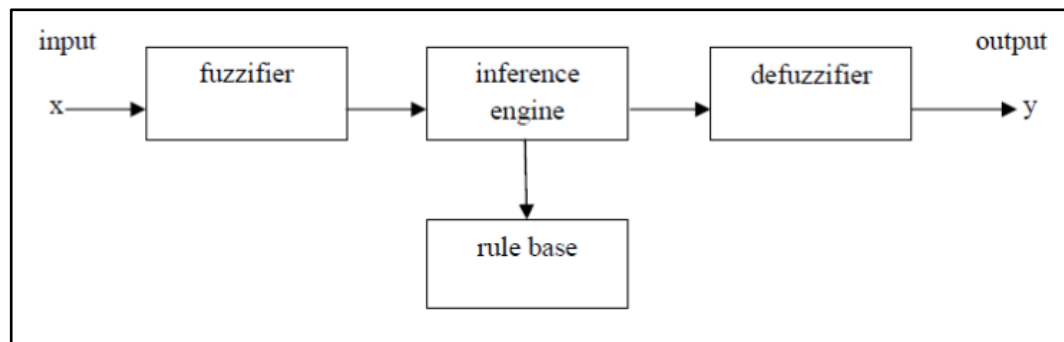 input
output
fuzzifier
inference
engine
defuzzifier
x
y
rule base